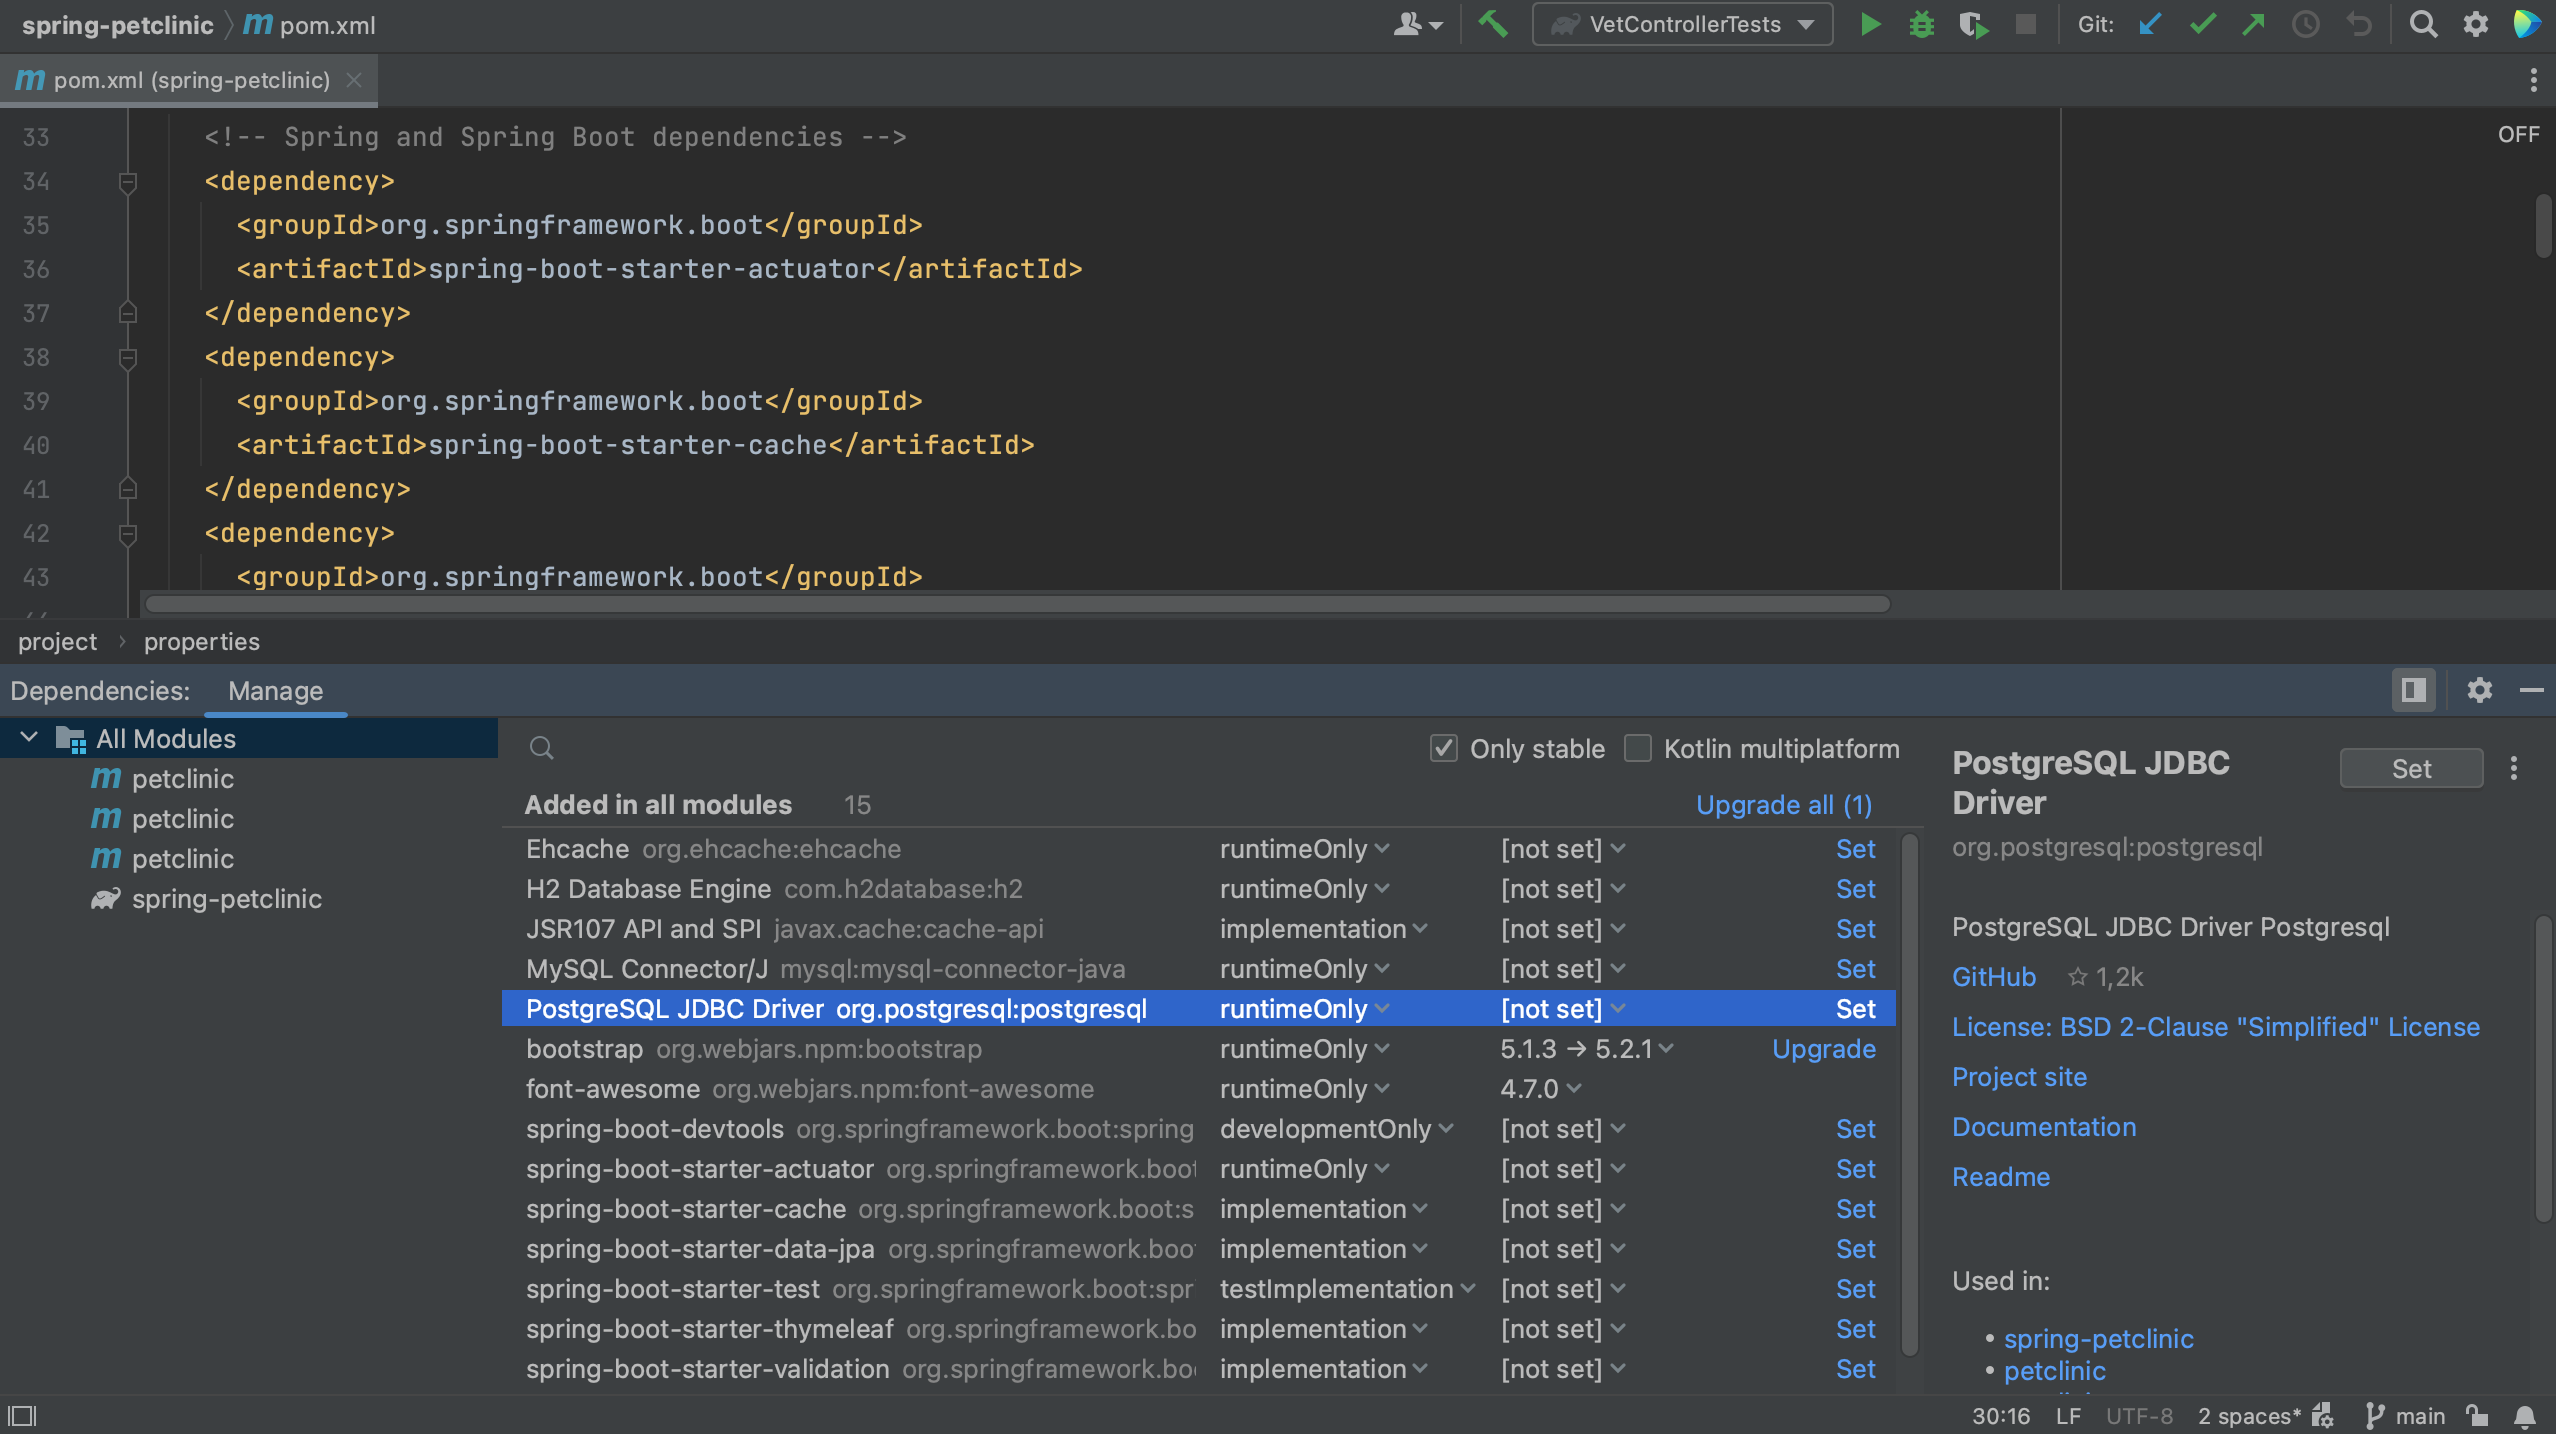 spring-petclinic m pom.xml VetControllerTests Git:
m pom.xml (spring-petclinic)
33 <!-- Spring and Spring Boot dependencies --> OFF
34 <dependency>
35 <groupId>org.springframework.boot</groupId>
36 <artifactId>spring-boot-starter-actuator</artifactId>
37 </dependency>
38 <dependency>
39 <groupId>org.springframework.boot</groupId>
40 <artifactId>spring-boot-starter-cache</artifactId>
41 </dependency>
42 <dependency>
43 <groupId>org.springframework.boot</groupId>
project › properties
Dependencies: Manage
All Modules
m petclinic
m petclinic
m petclinic
spring-petclinic
Only stable Kotlin multiplatform
Added in all modules 15 Upgrade all (1)
Ehcache org.ehcache:ehcache runtimeOnly [not set] Set
H2 Database Engine com.h2database:h2 runtimeOnly [not set] Set
JSR107 API and SPI javax.cache:cache-api implementation [not set] Set
MySQL Connector/J mysql:mysql-connector-java runtimeOnly [not set] Set
PostgreSQL JDBC Driver org.postgresql:postgresql runtimeOnly [not set] Set
bootstrap org.webjars.npm:bootstrap runtimeOnly 5.1.3 → 5.2.1 Upgrade
font-awesome org.webjars.npm:font-awesome runtimeOnly 4.7.0
spring-boot-devtools org.springframework.boot:spring developmentOnly [not set] Set
spring-boot-starter-actuator org.springframework.boot runtimeOnly [not set] Set
spring-boot-starter-cache org.springframework.boot:s implementation [not set] Set
spring-boot-starter-data-jpa org.springframework.boo implementation [not set] Set
spring-boot-starter-test org.springframework.boot:spr testImplementation [not set] Set
spring-boot-starter-thymeleaf org.springframework.bo implementation [not set] Set
spring-boot-starter-validation org.springframework.bo implementation [not set] Set
PostgreSQL JDBC
Driver
Set
org.postgresql:postgresql
PostgreSQL JDBC Driver Postgresql
GitHub ☆ 1,2k
License: BSD 2-Clause "Simplified" License
Project site
Documentation
Readme
Used in:
• spring-petclinic
• petclinic
30:16 LF UTF-8 2 spaces* main